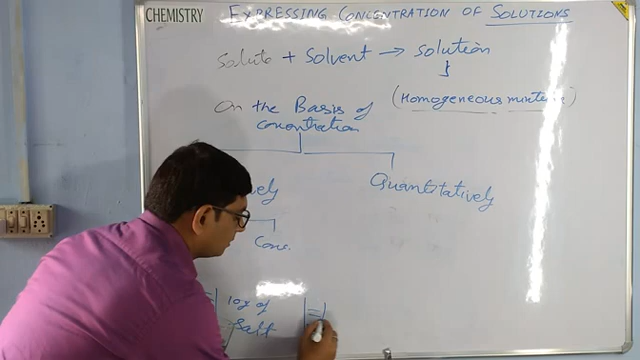 CHEMISTRY EXPRESSING CONCENTRATION OF SOLUTIONS
Solute + Solvent → Solution
(Homogeneous mixture)
On the Basis of
concentration
ely
Quantitatively
Conc.
10g of
Salt